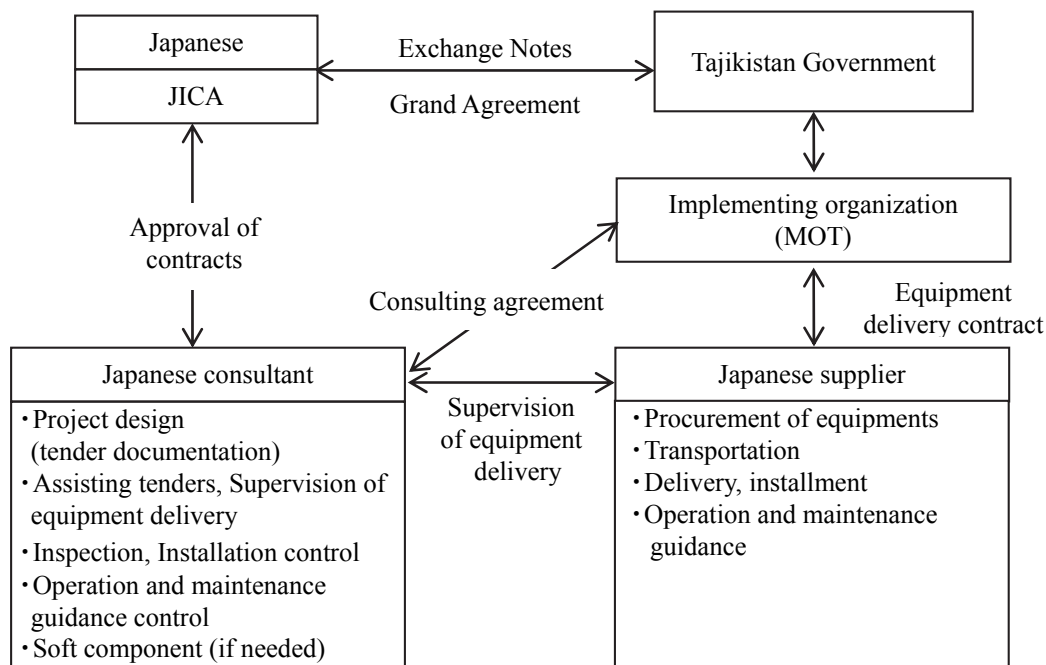 Japanese
JICA
Exchange Notes
Grand Agreement
Tajikistan Government
Implementing organization
(MOT)
Approval of
contracts
Consulting agreement
Equipment
delivery contract
Japanese consultant
・Project design
(tender documentation)
・Assisting tenders, Supervision of
equipment delivery
・Inspection, Installation control
・Operation and maintenance
guidance control
・Soft component (if needed)
Supervision
of equipment
delivery
Japanese supplier
・Procurement of equipments
・Transportation
・Delivery, installment
・Operation and maintenance
guidance